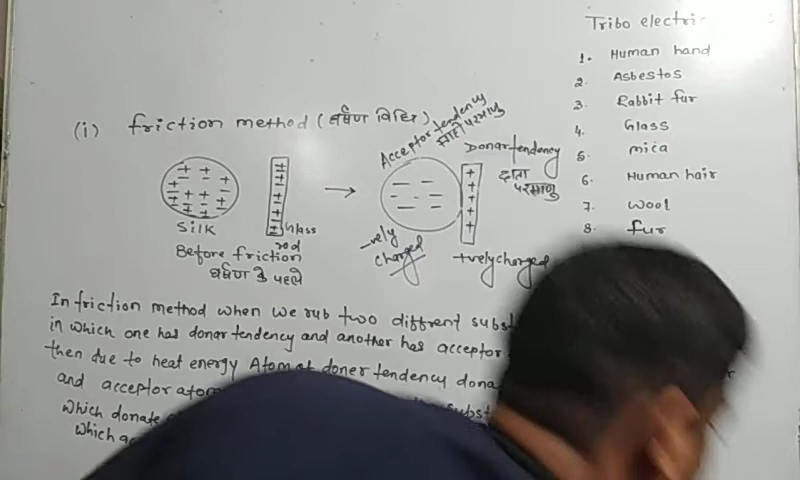 Tribo electri
1. Human hand
2. Asbestos
3. Rabbit fur
4. Glass
5. mica
6. Human hair
7. wool
8. fur
(i) friction method (घर्षण विधि)
Acceptor tendency
ग्राही परमाणु
Donar tendency
दाता
परमाणु
Silk
Glass
rod
Before friction
घर्षण के पहले
-vely
charged
+vely charged
In friction method when we rub two diffrent subst
in which one has donar tendency and another has acceptor
then due to heat energy Atom of doner tendency dona
and acceptor atom subst
which donate
which ac